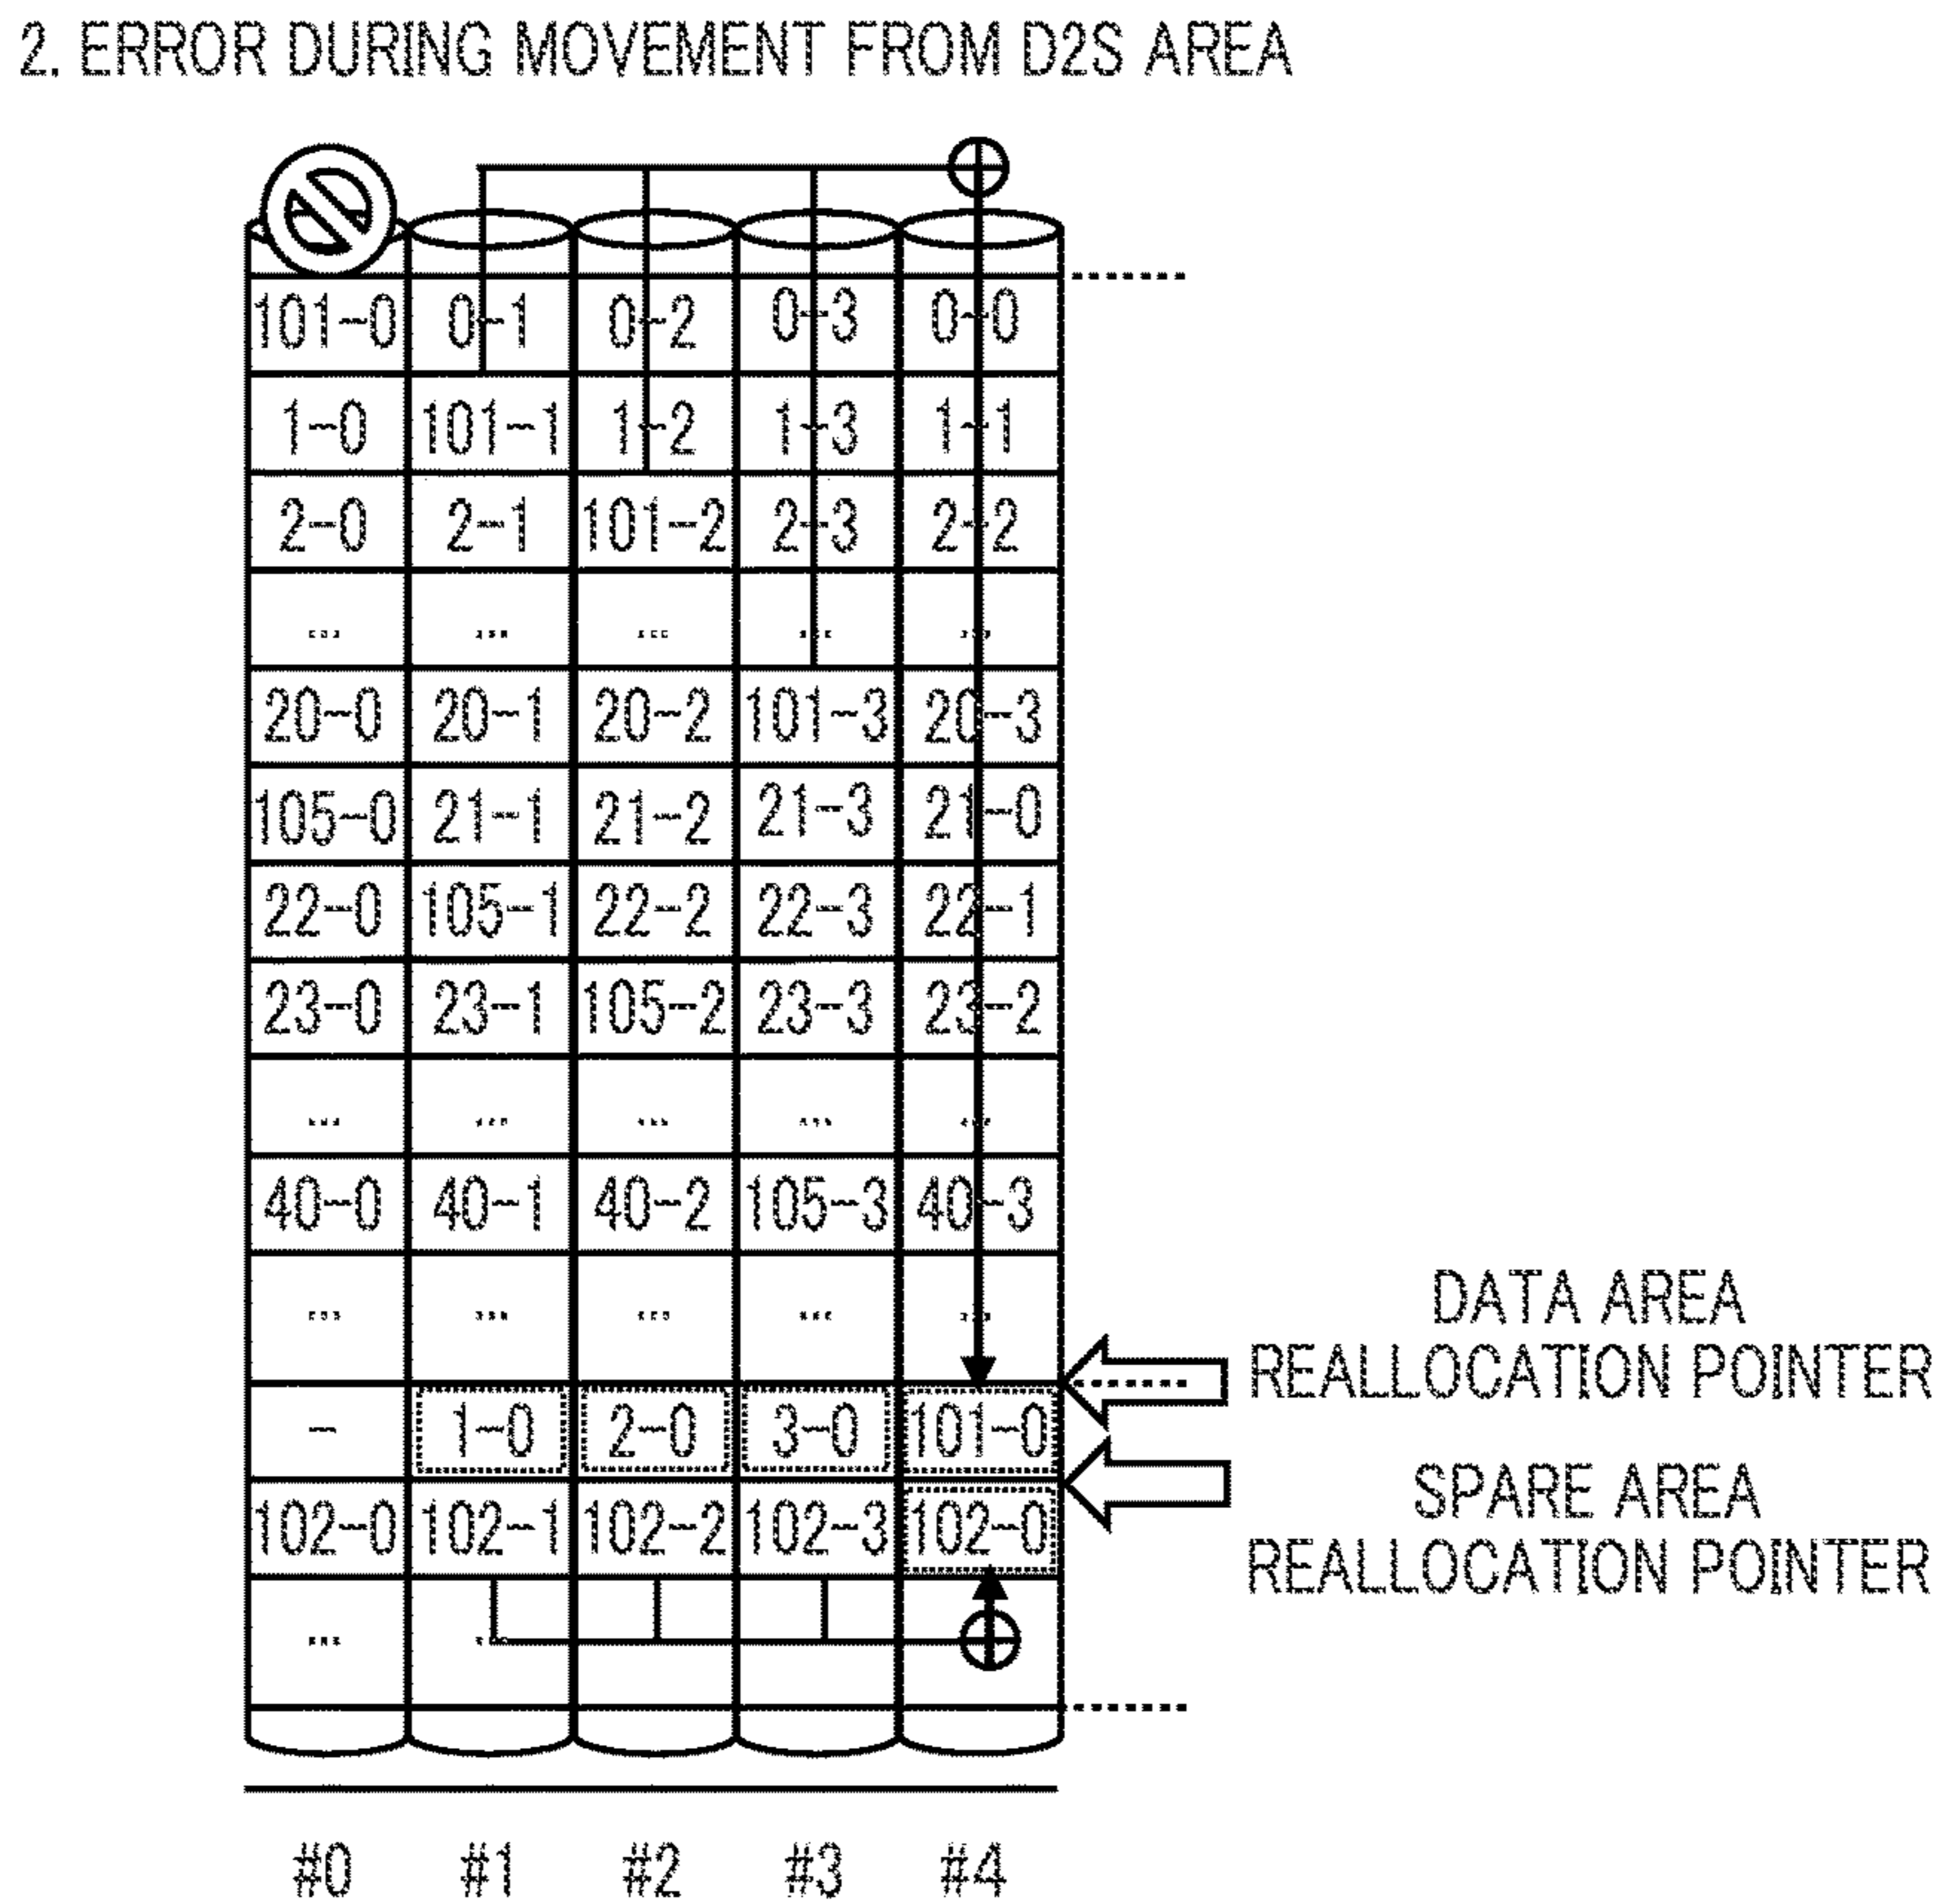 2. ERROR DURING MOVEMENT FROM D2S AREA
101-0 0-1 0-2 0-3 0-0
1-0 101-1 1-2 1-3 1-1
2-0 2-1 101-2 2-3 2-2
... ... ... ... ...
20-0 20-1 20-2 101-3 20-3
105-0 21-1 21-2 21-3 21-0
22-0 105-1 22-2 22-3 22-1
23-0 23-1 105-2 23-3 23-2
... ... ... ... ...
40-0 40-1 40-2 105-3 40-3
... ... ... ... ...
DATA AREA
REALLOCATION POINTER
- 1-0 2-0 3-0 101-0
SPARE AREA
REALLOCATION POINTER
102-0 102-1 102-2 102-3 102-0
... ...
#0 #1 #2 #3 #4